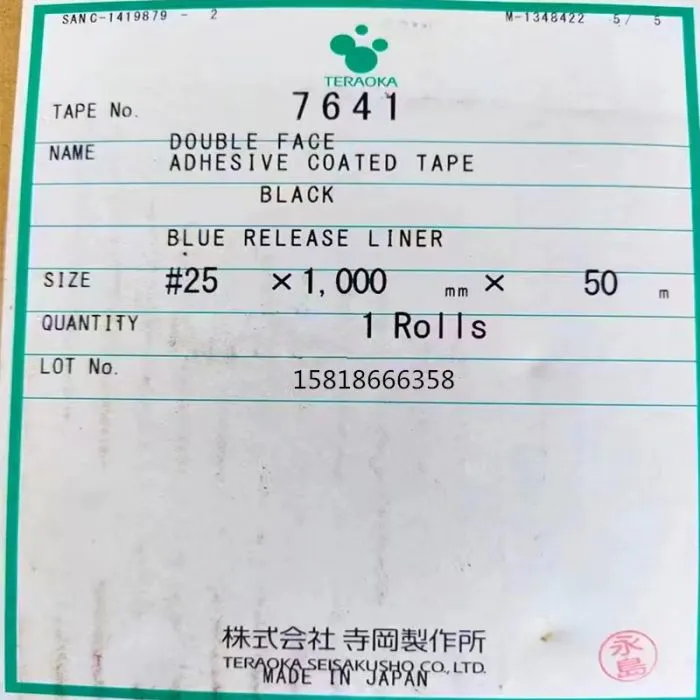 SANC-1419879 - 2 M-1348422 5/ 5
TERAOKA
TAPE No. 7641
NAME DOUBLE FACE
ADHESIVE COATED TAPE
BLACK
BLUE RELEASE LINER
SIZE #25 ×1,000 mm × 50 m
QUANTITY 1 Rolls
LOT No. 15818666358
株式会社 寺岡製作所
TERAOKA SEISAKUSHO CO., LTD.
MADE IN JAPAN
永島